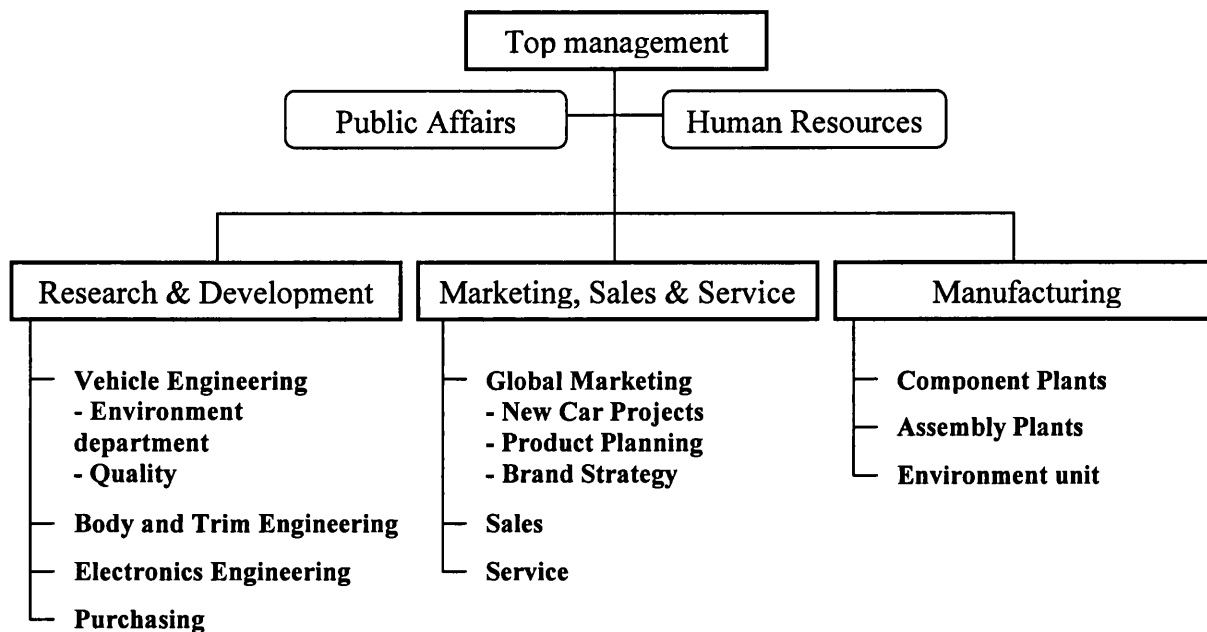 Top management
Public Affairs
Human Resources
Research & Development
Vehicle Engineering
- Environment
department
- Quality
Body and Trim Engineering
Electronics Engineering
Purchasing
Marketing, Sales & Service
Global Marketing
- New Car Projects
- Product Planning
- Brand Strategy
Sales
Service
Manufacturing
Component Plants
Assembly Plants
Environment unit